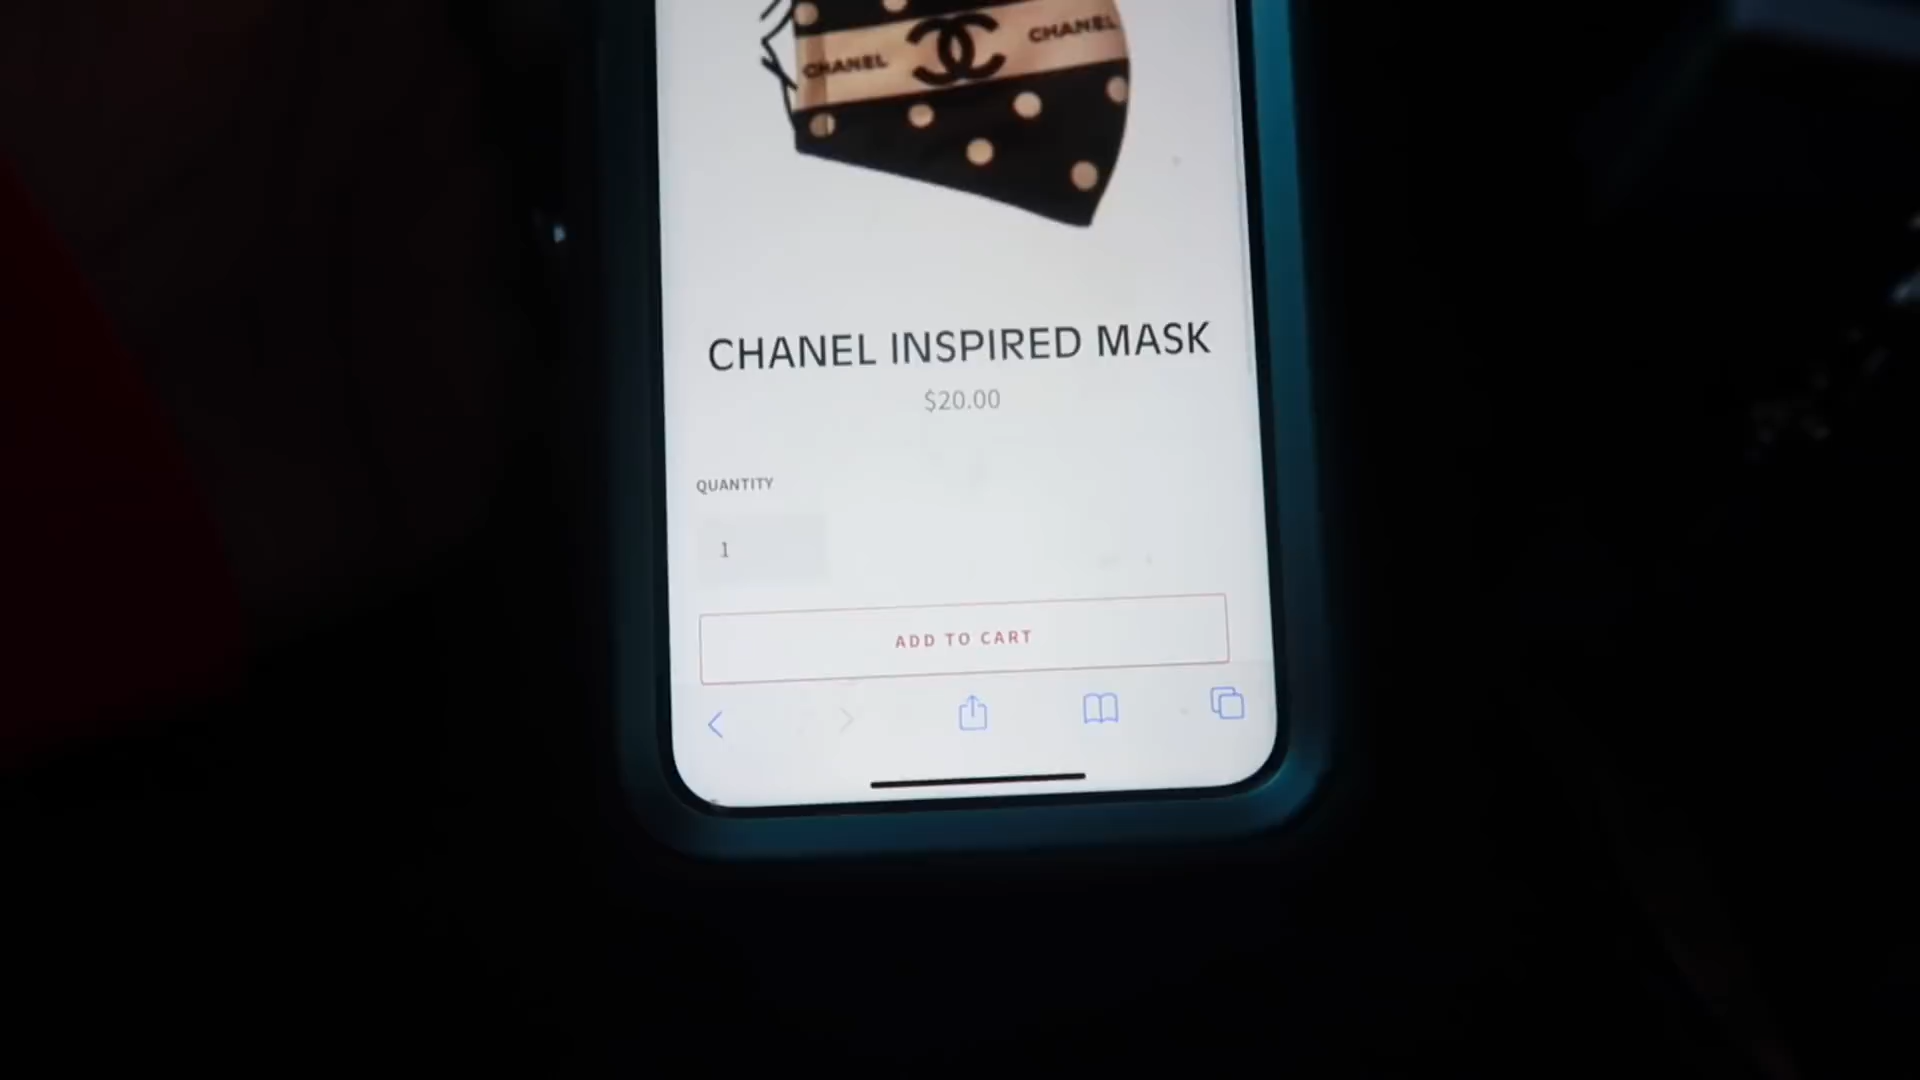 CHANEL CHANEL
CHANEL INSPIRED MASK
$20.00
QUANTITY
1
ADD TO CART